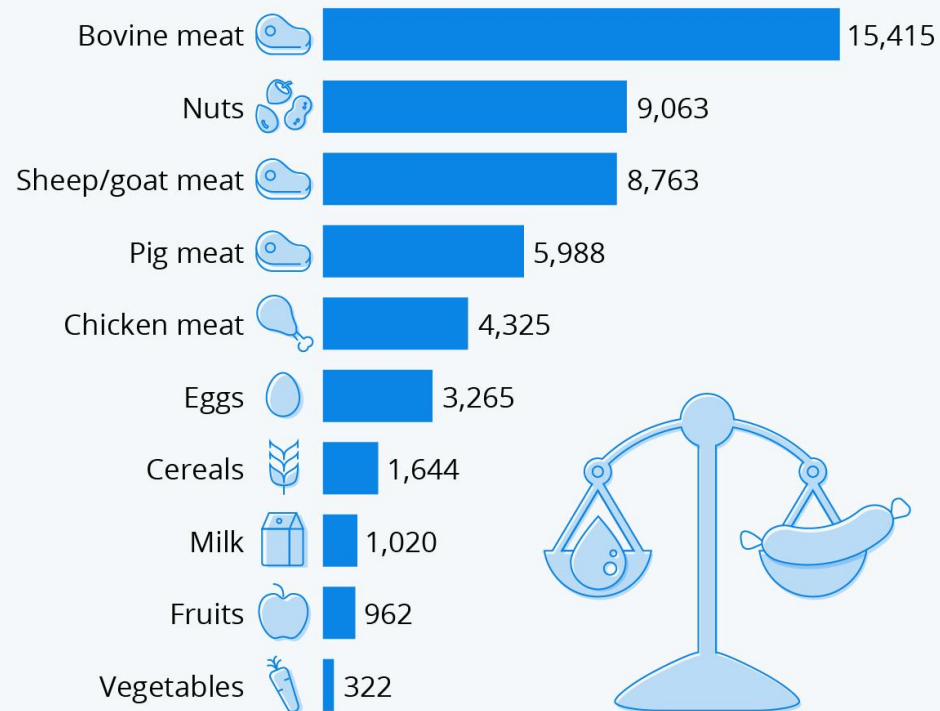 Bovine meat 15,415
Nuts 9,063
Sheep/goat meat 8,763
Pig meat 5,988
Chicken meat 4,325
Eggs 3,265
Cereals 1,644
Milk 1,020
Fruits 962
Vegetables 322